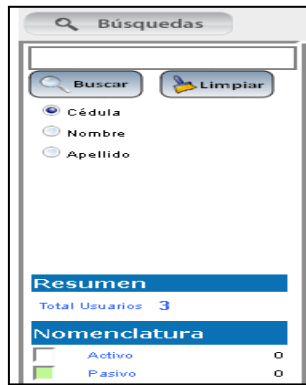 Búsquedas
Buscar Limpiar
Cédula
Nombre
Apellido
Resumen
Total Usuarios 3
Nomenclatura
Activo 0
Pasivo 0